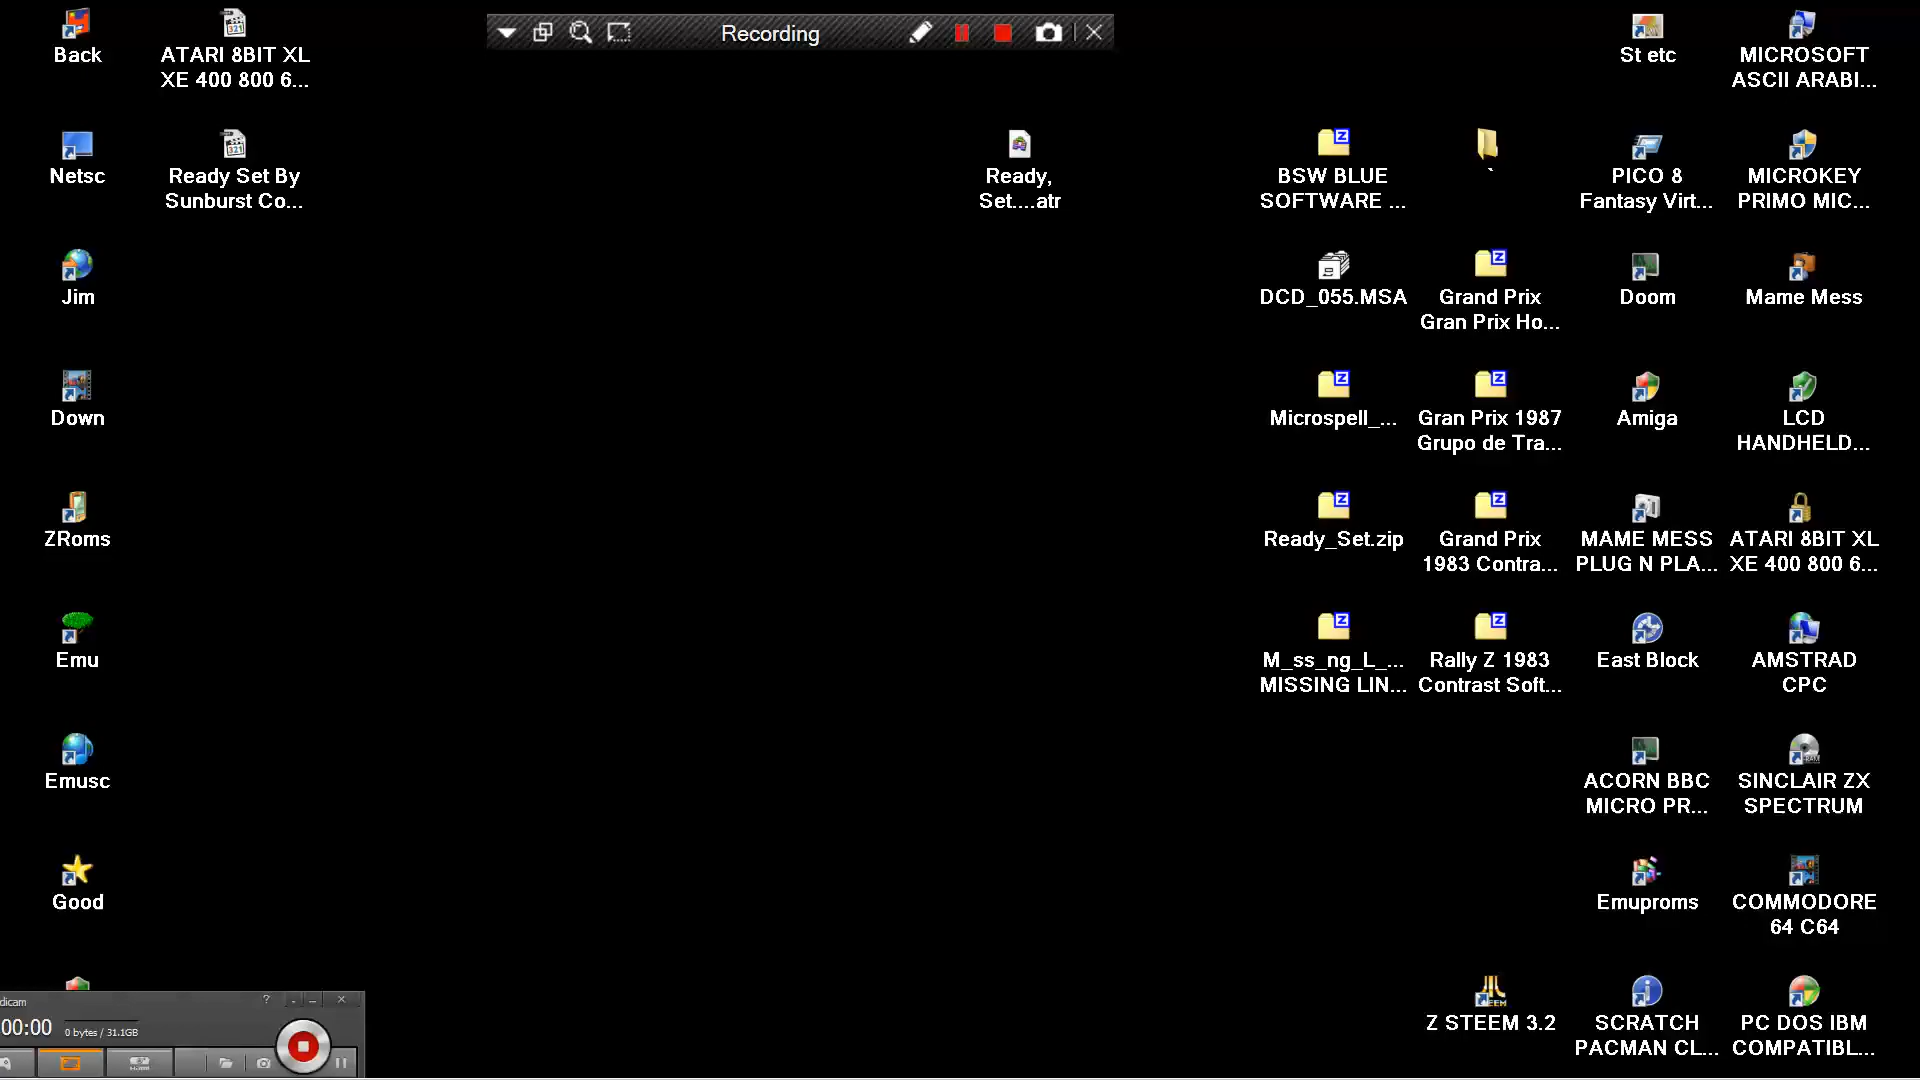 Recording
Back
ATARI 8BIT XL
XE 400 800 6...
St etc
MICROSOFT
ASCII ARABI...
Netsc
Ready Set By
Sunburst Co...
Ready,
Set....atr
BSW BLUE
SOFTWARE ...
`
PICO 8
Fantasy Virt...
MICROKEY
PRIMO MIC...
Jim
DCD_055.MSA
Grand Prix
Gran Prix Ho...
Doom
Mame Mess
Down
Microspell_...
Gran Prix 1987
Grupo de Tra...
Amiga
LCD
HANDHELD...
ZRoms
Ready_Set.zip
Grand Prix
1983 Contra...
MAME MESS
PLUG N PLA...
ATARI 8BIT XL
XE 400 800 6...
Emu
M_ss_ng_L_...
MISSING LIN...
Rally Z 1983
Contrast Soft...
East Block
AMSTRAD
CPC
Emusc
ACORN BBC
MICRO PR...
SINCLAIR ZX
SPECTRUM
Good
Emuproms
COMMODORE
64 C64
Z STEEM 3.2
SCRATCH
PACMAN CL...
PC DOS IBM
COMPATIBL...
dicam
00:00
0 bytes / 31.1GB